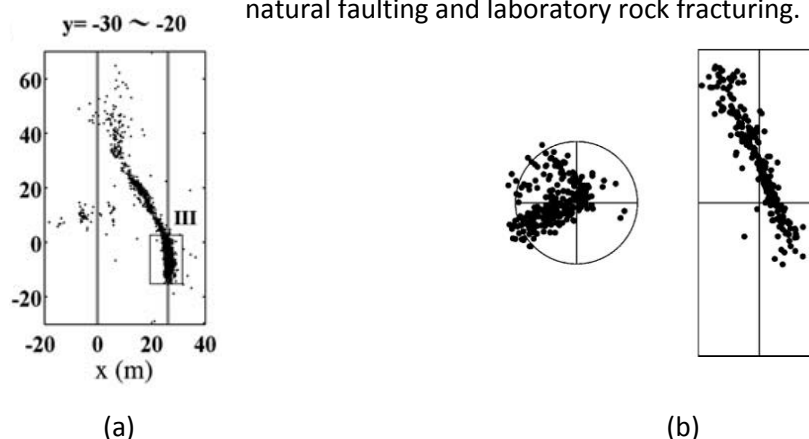 natural faulting and laboratory rock fracturing.
y= -30 ~ -20
60
40
20
III
0
-20
-20 0 20 40
x (m)
(a) (b)